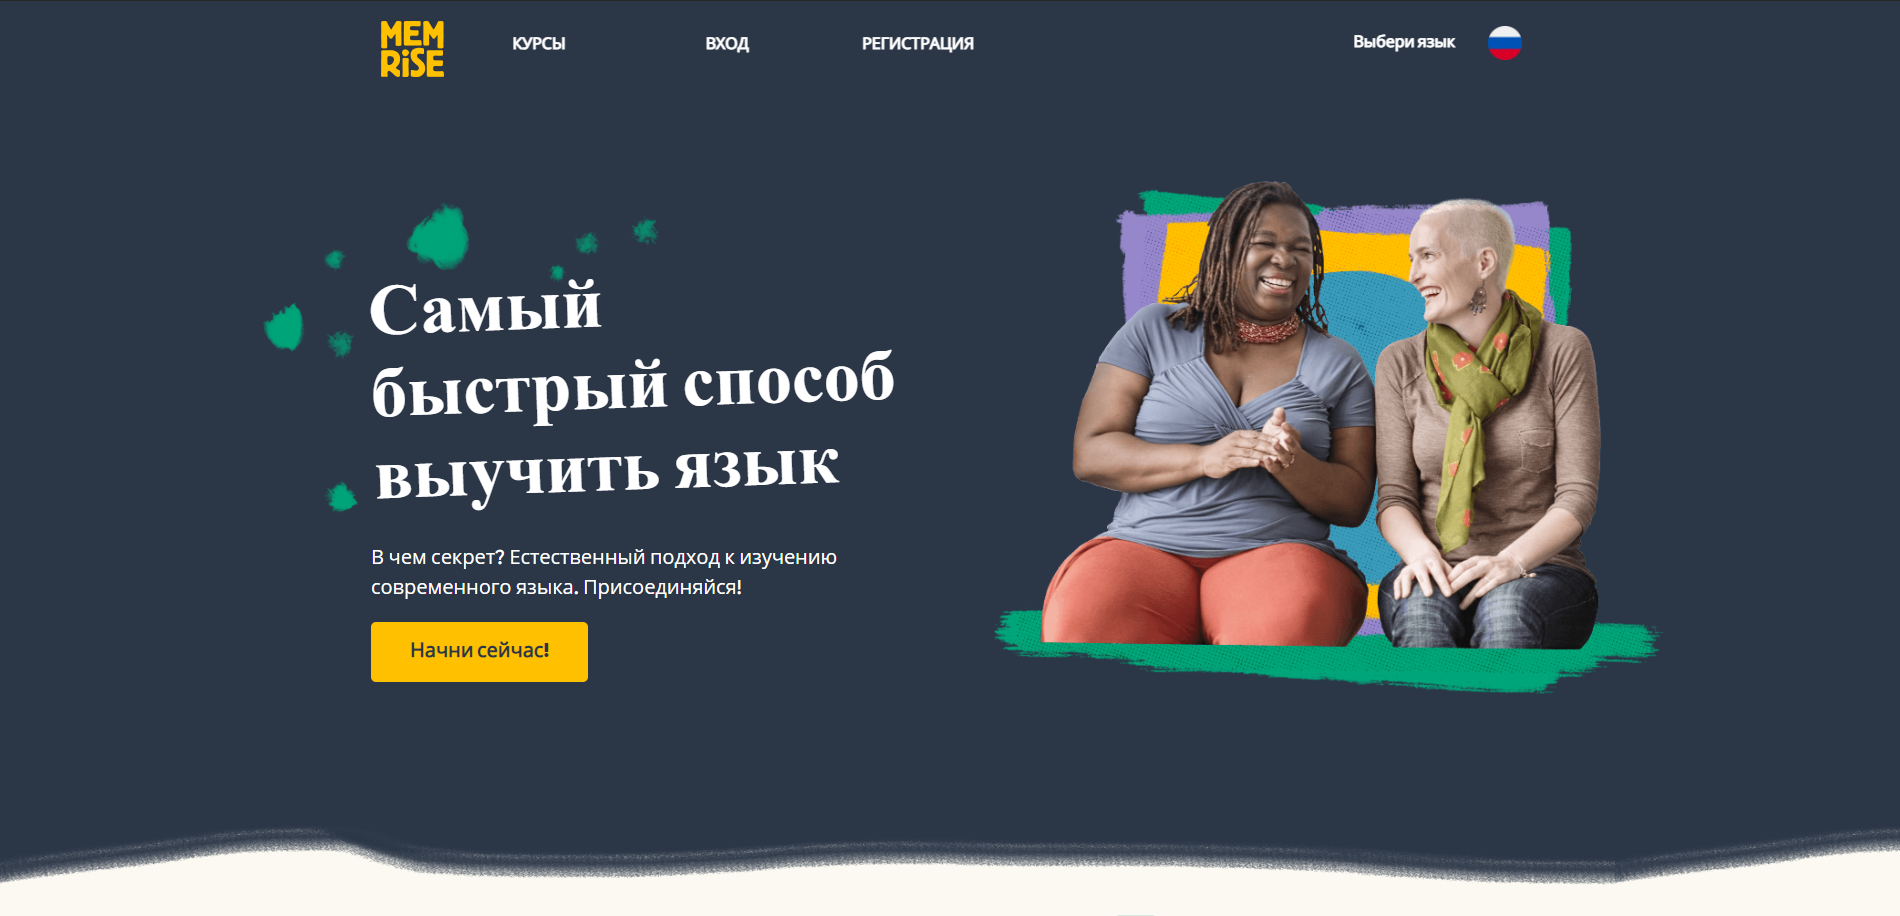 MEM
RiSE
КУРСЫ
ВХОД
РЕГИСТРАЦИЯ
Выбери язык
Самый
быстрый способ
выучить язык
В чем секрет? Естественный подход к изучению
современного языка. Присоединяйся!
Начни сейчас!